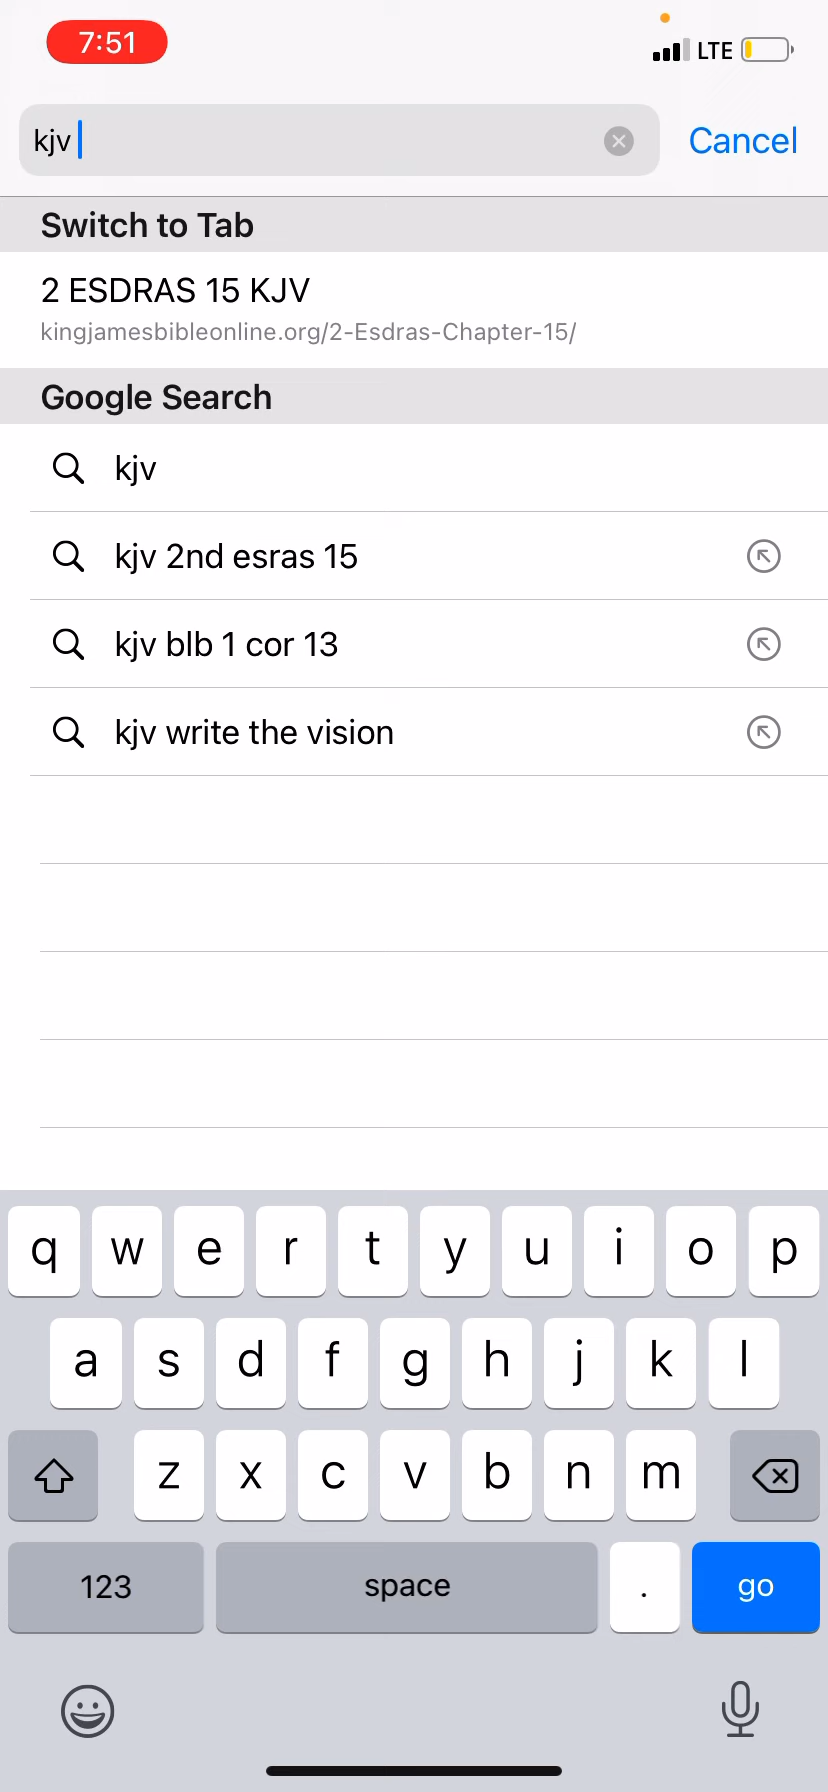 7:51
LTE
kjv
Cancel
Switch to Tab
2 ESDRAS 15 KJV
kingjamesbibleonline.org/2-Esdras-Chapter-15/
Google Search
kjv
kjv 2nd esras 15
kjv blb 1 cor 13
kjv write the vision
q w e r t y u i o p
a s d f g h j k l
z x c v b n m
123 space . go